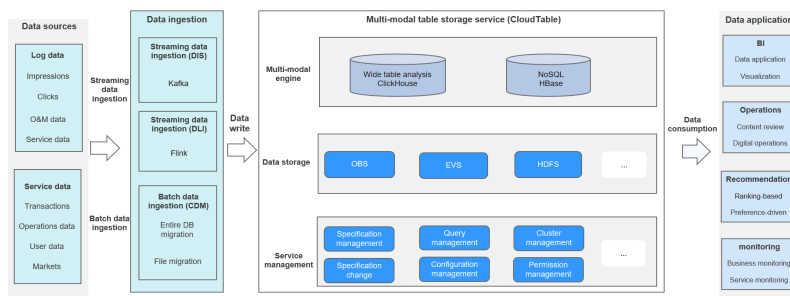 Data sources
Log data
Impressions
Clicks
O&M data
Service data
Service data
Transactions
Operations data
User data
Markets
Streaming
data
ingestion
Batch data
ingestion
Data ingestion
Streaming data
ingestion (DIS)
Kafka
Streaming data
ingestion (DLI)
Flink
Batch data
ingestion (CDM)
Entire DB
migration
File migration
Data
write
Multi-modal table storage service (CloudTable)
Multi-modal
engine
Wide table analysis
ClickHouse
NoSQL
HBase
Data storage
OBS
EVS
HDFS
...
Service
management
Specification
management
Query
management
Cluster
management
Specification
change
Configuration
management
Permission
management
...
Data
consumption
Data application
BI
Data application
Visualization
Operations
Content review
Digital operations
Recommendation
Ranking-based
Preference-driven
monitoring
Business monitoring
Service monitoring